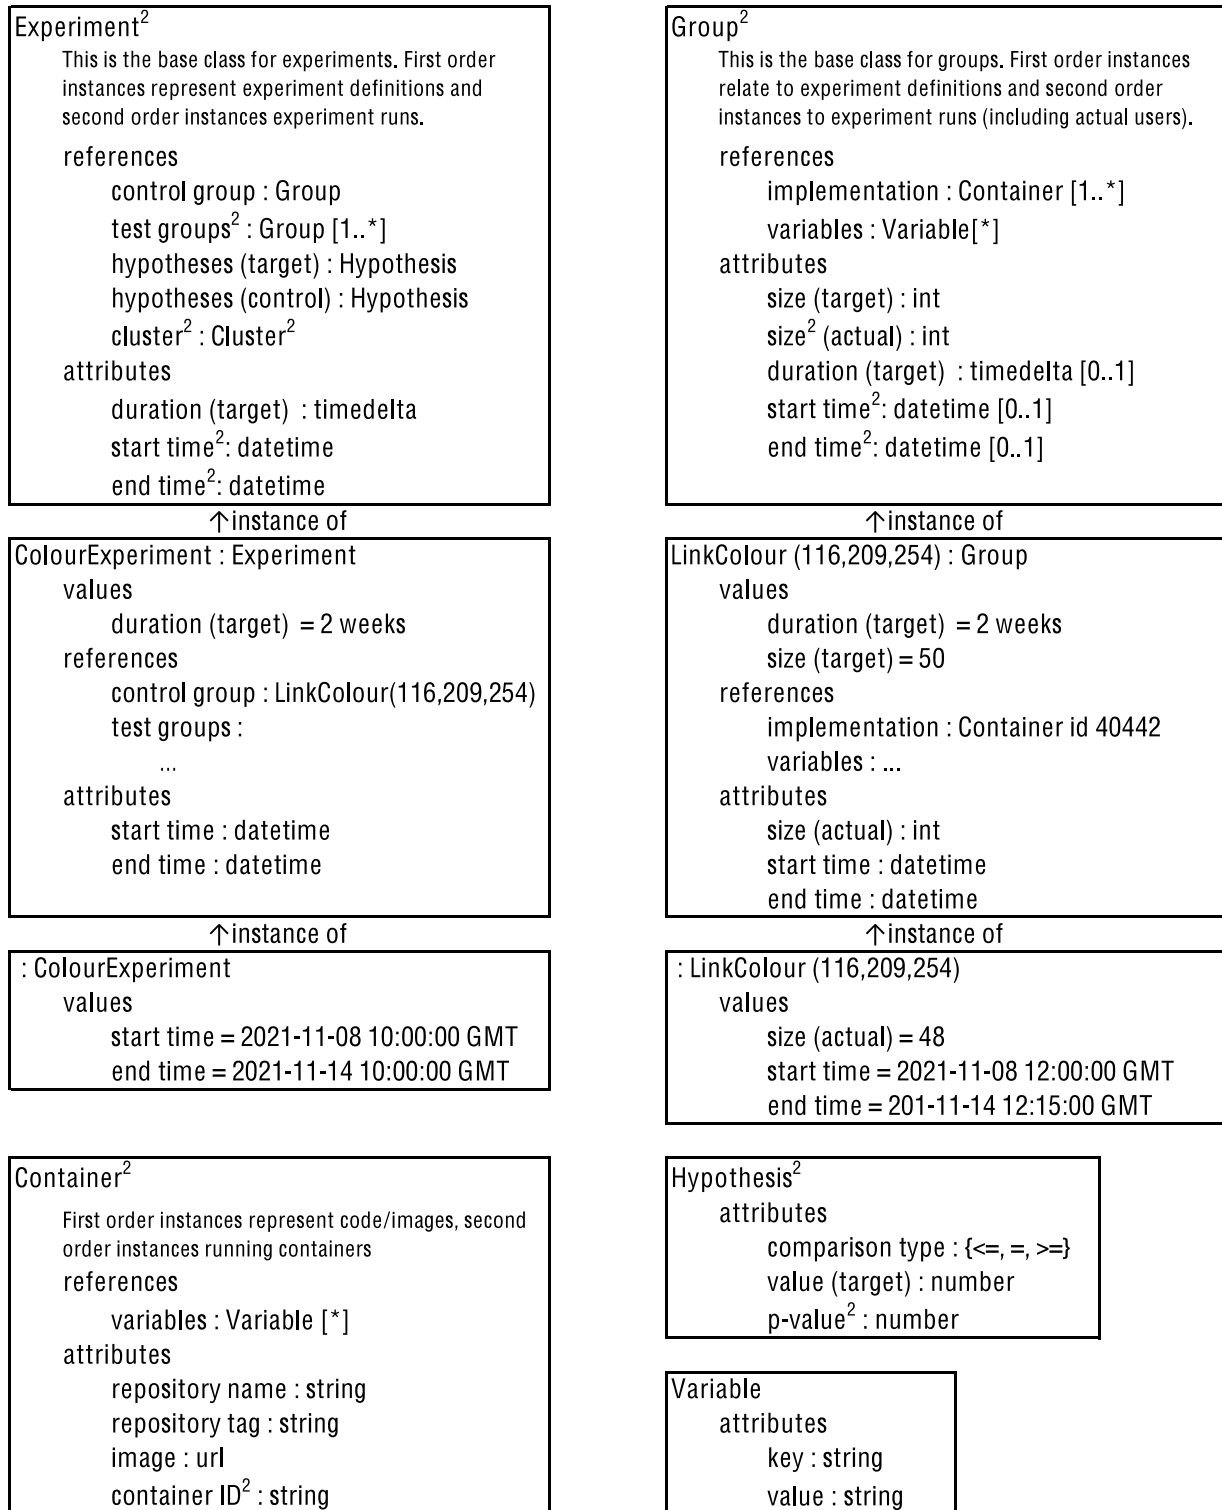 Experiment²
This is the base class for experiments. First order
instances represent experiment definitions and
second order instances experiment runs.
references
control group : Group
test groups² : Group [1..*]
hypotheses (target) : Hypothesis
hypotheses (control) : Hypothesis
cluster² : Cluster²
attributes
duration (target) : timedelta
start time²: datetime
end time²: datetime
↑instance of
ColourExperiment : Experiment
values
duration (target) = 2 weeks
references
control group : LinkColour(116,209,254)
test groups :
...
attributes
start time : datetime
end time : datetime
↑instance of
: ColourExperiment
values
start time = 2021-11-08 10:00:00 GMT
end time = 2021-11-14 10:00:00 GMT
Group²
This is the base class for groups. First order instances
relate to experiment definitions and second order
instances to experiment runs (including actual users).
references
implementation : Container [1..*]
variables : Variable[*]
attributes
size (target) : int
size² (actual) : int
duration (target) : timedelta [0..1]
start time²: datetime [0..1]
end time²: datetime [0..1]
↑instance of
LinkColour (116,209,254) : Group
values
duration (target) = 2 weeks
size (target) = 50
references
implementation : Container id 40442
variables : ...
attributes
size (actual) : int
start time : datetime
end time : datetime
↑instance of
: LinkColour (116,209,254)
values
size (actual) = 48
start time = 2021-11-08 12:00:00 GMT
end time = 201-11-14 12:15:00 GMT
Container²
First order instances represent code/images, second
order instances running containers
references
variables : Variable [*]
attributes
repository name : string
repository tag : string
image : url
container ID² : string
Hypothesis²
attributes
comparison type : {<=, =, >=}
value (target) : number
p-value² : number
Variable
attributes
key : string
value : string